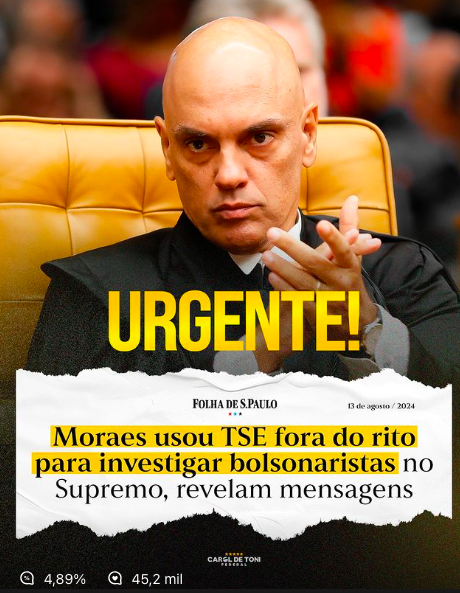 URGENTE!
FOLHA DE S.PAULO
13 de agosto / 2024
Moraes usou TSE fora do rito
para investigar bolsonaristas no
Supremo, revelam mensagens
CAROL DE TONI
FEDERAL
4,89%
45,2 mil